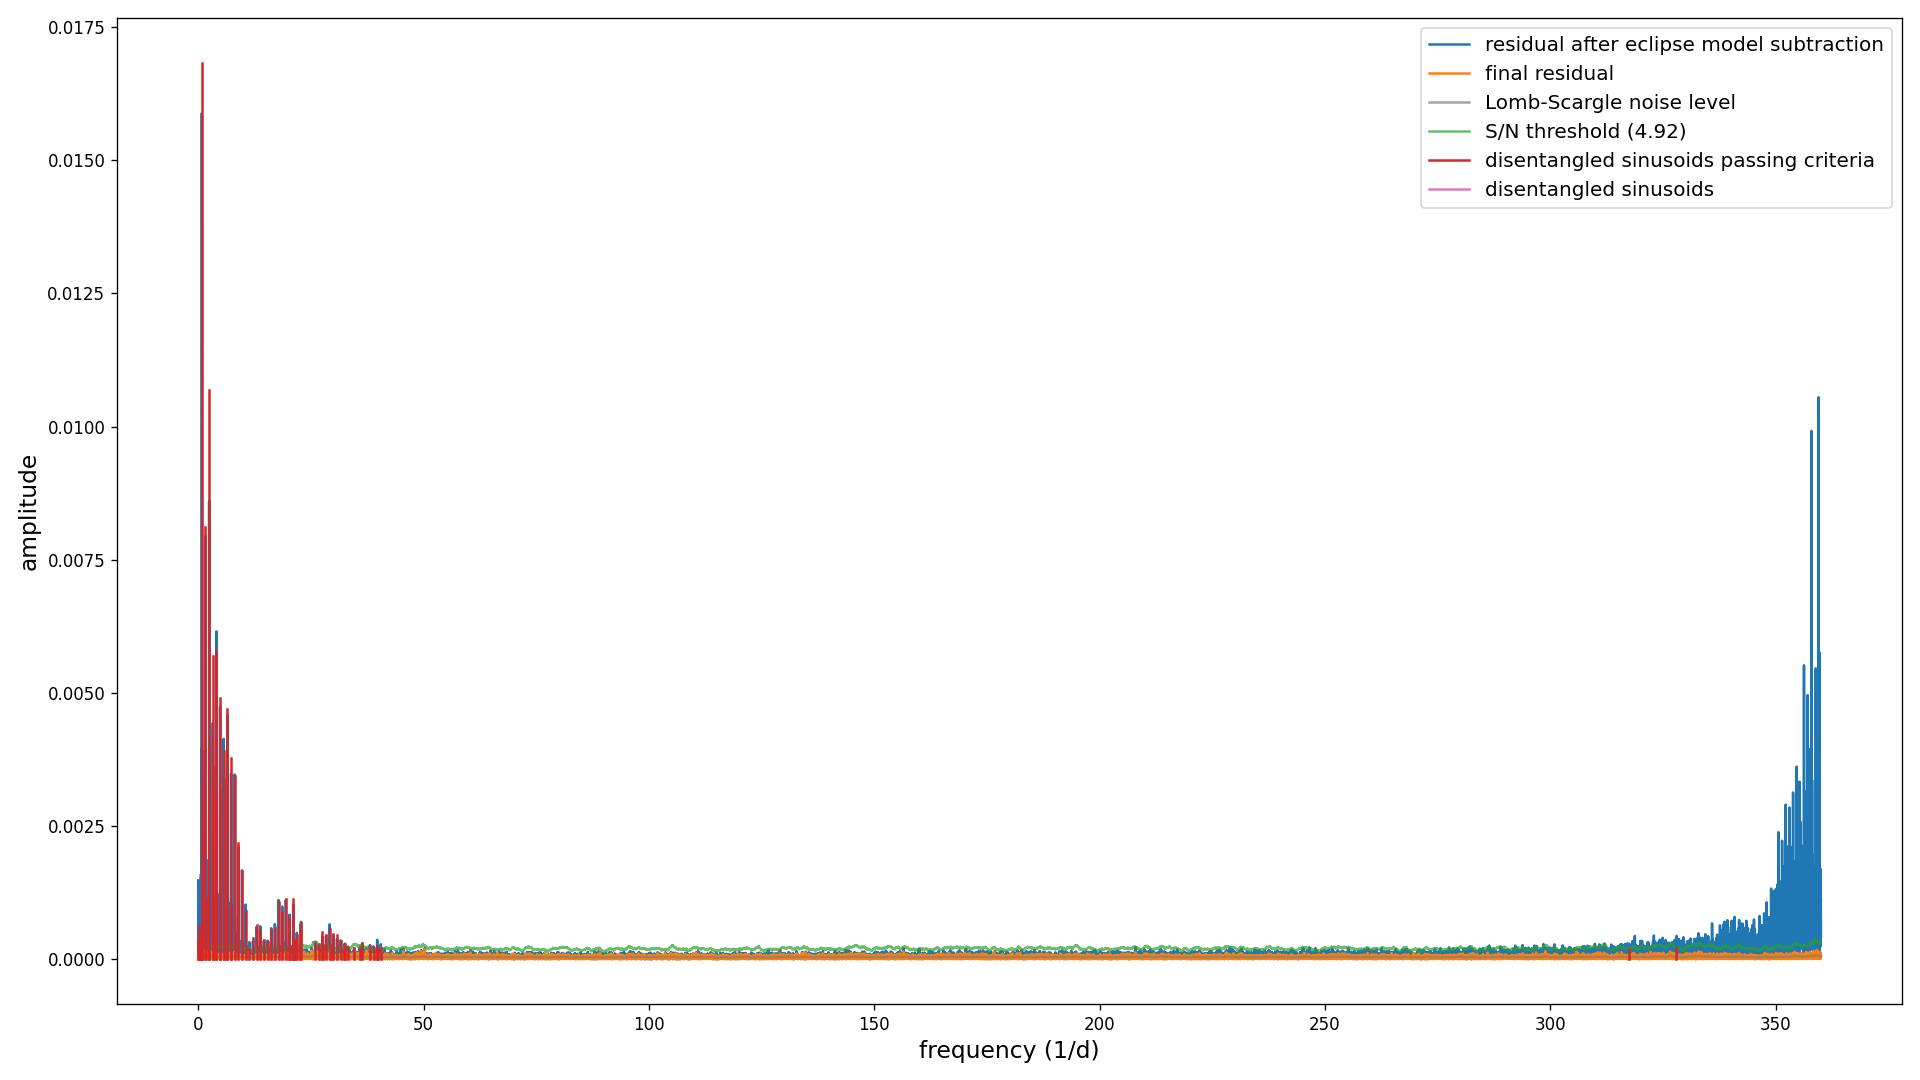 residual after eclipse model subtraction
final residual
Lomb-Scargle noise level
S/N threshold (4.92)
disentangled sinusoids passing criteria
disentangled sinusoids
0.0175
0.0150
0.0125
0.0100
0.0075
0.0050
0.0025
0.0000
amplitude
0 50 100 150 200 250 300 350
frequency (1/d)